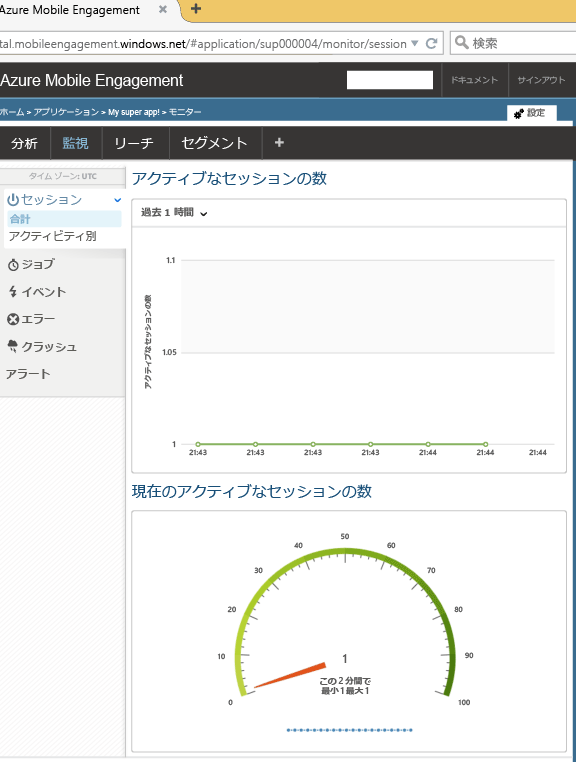 Azure Mobile Engagement
tal.mobileengagement.windows.net/#application/sup000004/monitor/session
検索
Azure Mobile Engagement
ドキュメント
サインアウト
ホーム > アプリケーション > My super app! > モニター
設定
分析
監視
リーチ
セグメント
+
タイム ゾーン: UTC
セッション
合計
アクティビティ別
ジョブ
イベント
エラー
クラッシュ
アラート
アクティブなセッションの数
過去 1 時間
アクティブなセッションの数
1.1
1.05
1
21:43
21:43
21:43
21:43
21:44
21:44
21:44
現在のアクティブなセッションの数
0
10
20
30
40
50
60
70
80
90
100
1
この 2 分間で
最小 1 最大 1